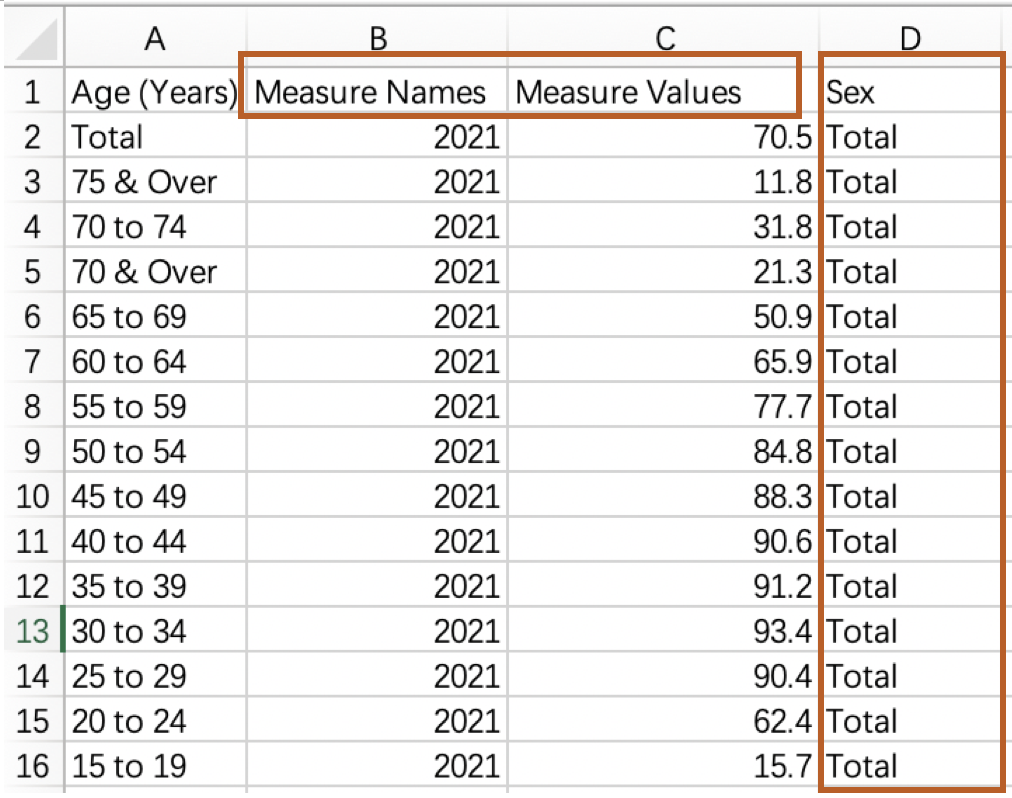 A B C D
1 Age (Years) Measure Names Measure Values Sex
2 Total 2021 70.5 Total
3 75 & Over 2021 11.8 Total
4 70 to 74 2021 31.8 Total
5 70 & Over 2021 21.3 Total
6 65 to 69 2021 50.9 Total
7 60 to 64 2021 65.9 Total
8 55 to 59 2021 77.7 Total
9 50 to 54 2021 84.8 Total
10 45 to 49 2021 88.3 Total
11 40 to 44 2021 90.6 Total
12 35 to 39 2021 91.2 Total
13 30 to 34 2021 93.4 Total
14 25 to 29 2021 90.4 Total
15 20 to 24 2021 62.4 Total
16 15 to 19 2021 15.7 Total